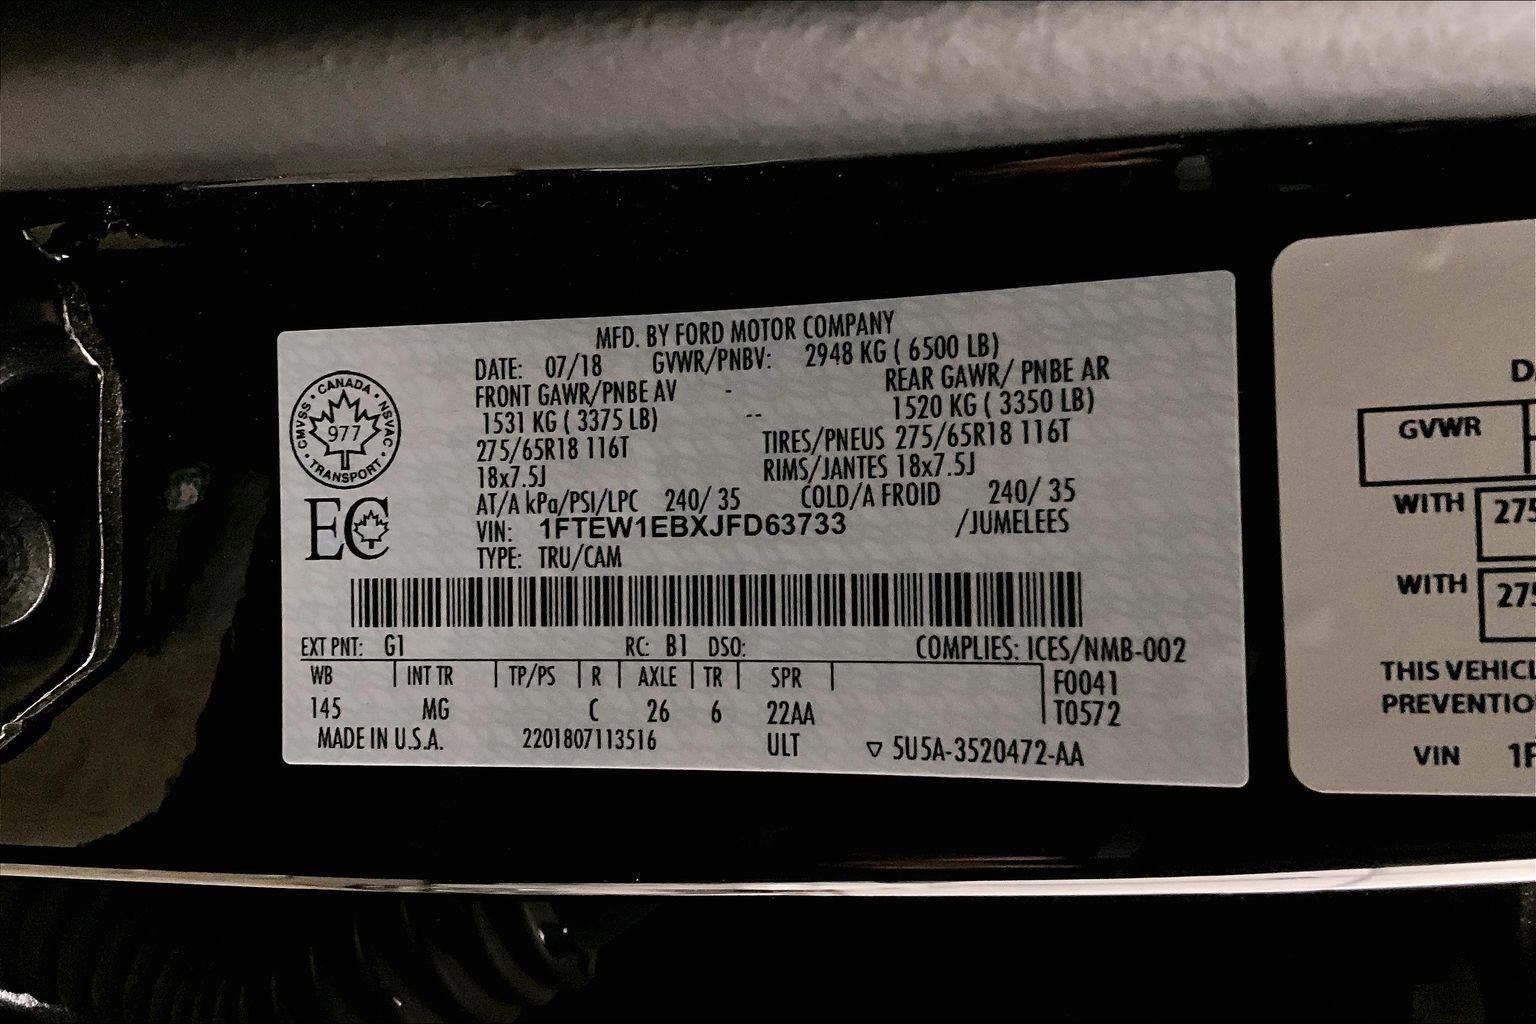 MFD. BY FORD MOTOR COMPANY
DATE: 07/18 GVWR/PNBV: 2948 KG ( 6500 LB)
FRONT GAWR/PNBE AV - REAR GAWR/ PNBE AR
1531 KG ( 3375 LB) -- 1520 KG ( 3350 LB)
275/65R18 116T TIRES/PNEUS 275/65R18 116T
18x7.5J RIMS/JANTES 18x7.5J
AT/A kPa/PSI/LPC 240/ 35 COLD/A FROID 240/ 35
VIN: 1FTEW1EBXJFD63733 /JUMELEES
TYPE: TRU/CAM
CANADA
CMVSS • NSVAC
977
TRANSPORT
EC
EXT PNT: G1 RC: B1 DSO: COMPLIES: ICES/NMB-002
WB INT TR TP/PS R AXLE TR SPR F0041
145 MG C 26 6 22AA T0572
MADE IN U.S.A. 2201807113516 ULT ▽ 5U5A-3520472-AA
GVWR
WITH 275
WITH 275
THIS VEHICL
PREVENTIO
VIN 1F